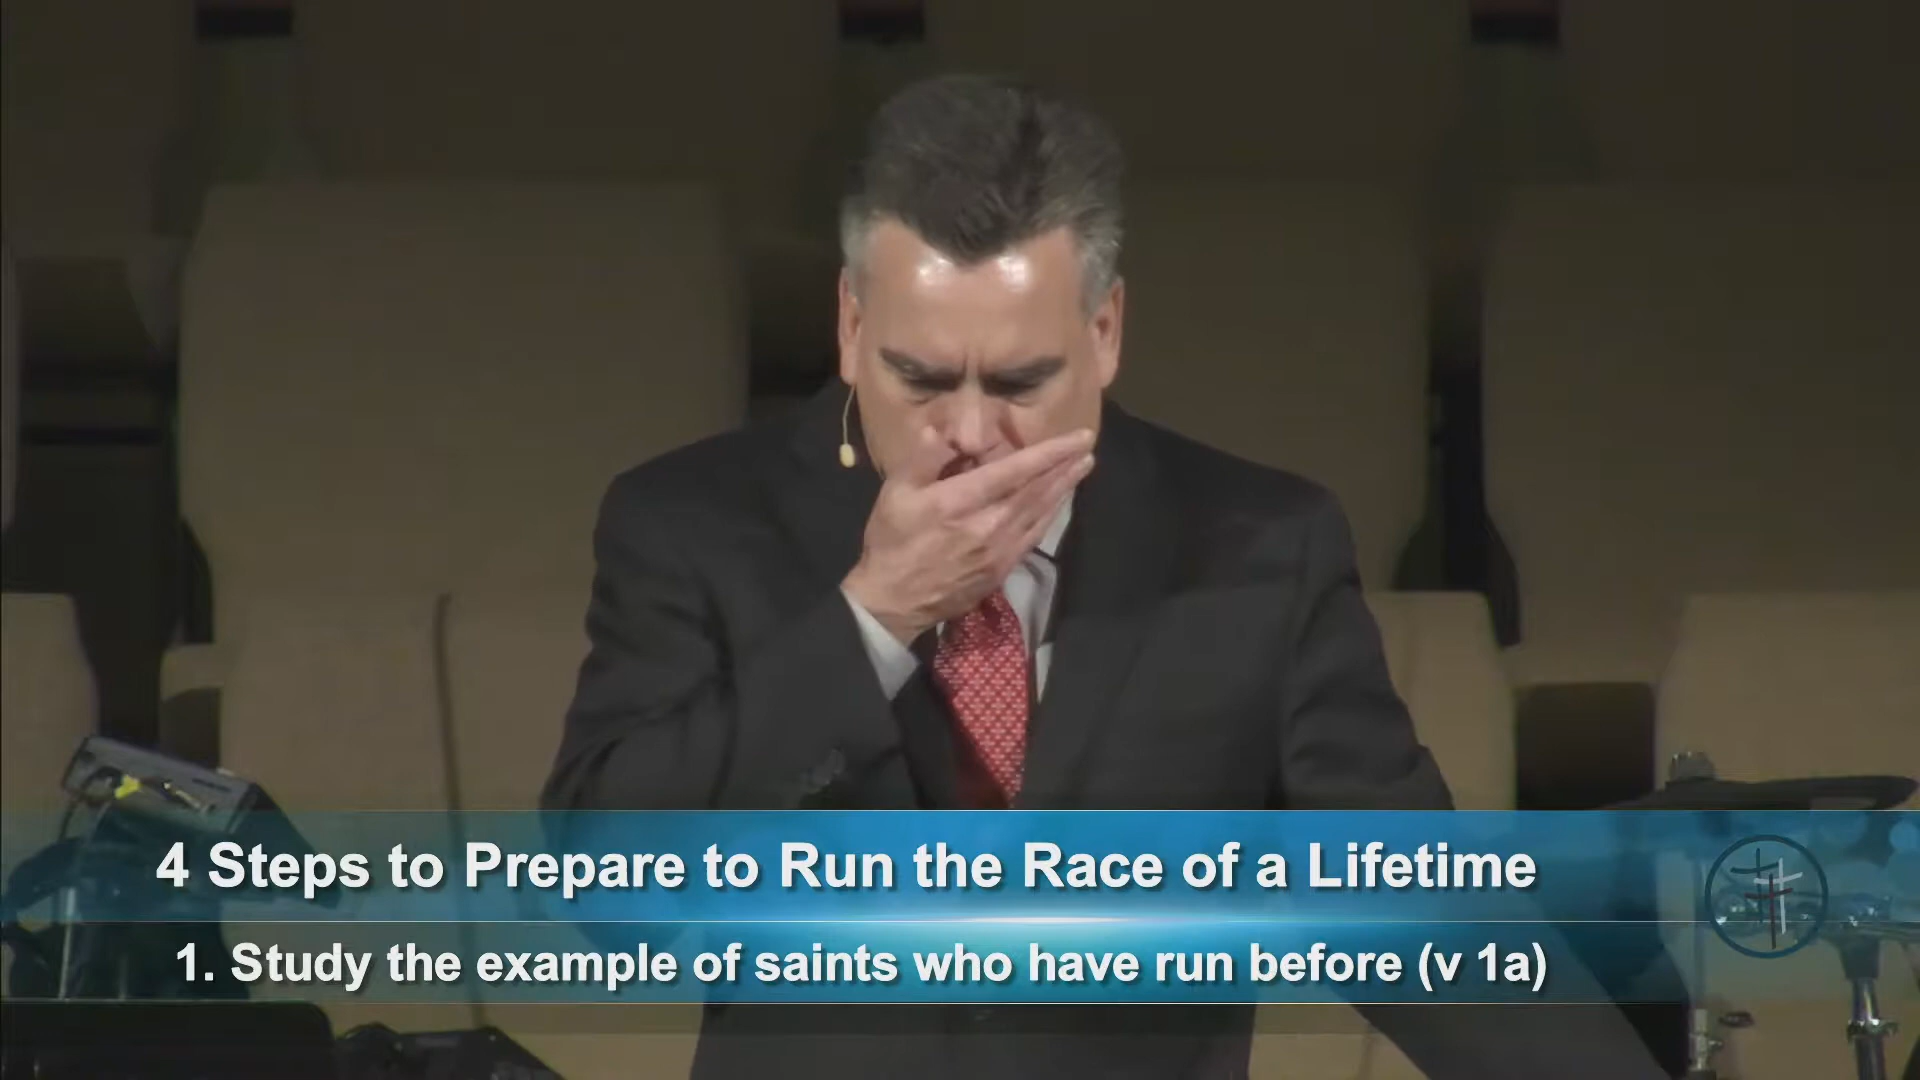 4 Steps to Prepare to Run the Race of a Lifetime
1. Study the example of saints who have run before (v 1a)